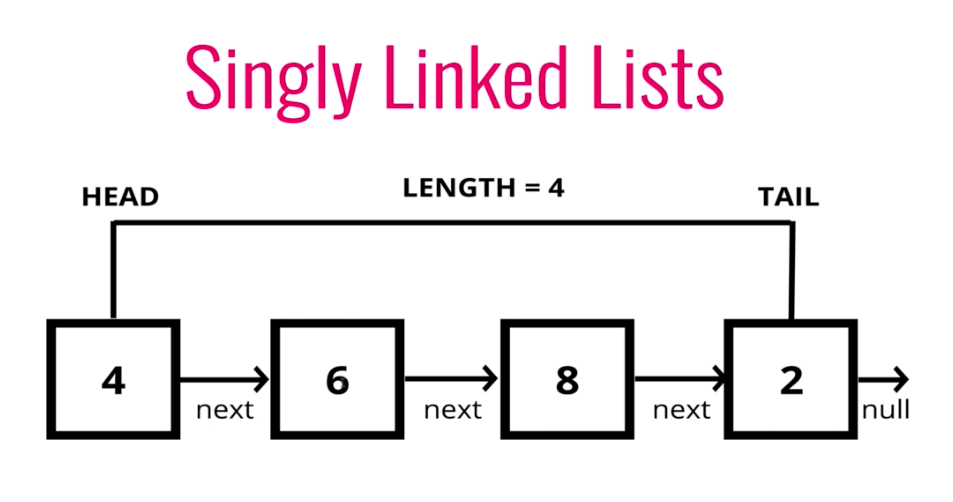 Singly Linked Lists
HEAD LENGTH = 4 TAIL
4 6 8 2
next next next null